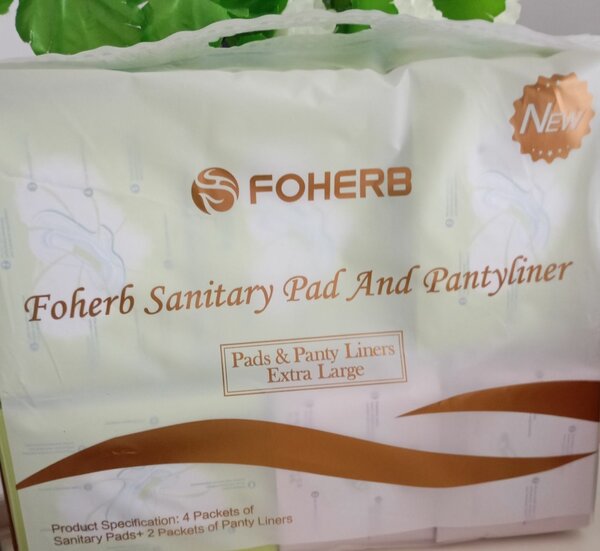 NEW
FOHERB
Foherb Sanitary Pad And Pantyliner
Pads & Panty Liners
Extra Large
Product Specification: 4 Packets of
Sanitary Pads+ 2 Packets of Panty Liners